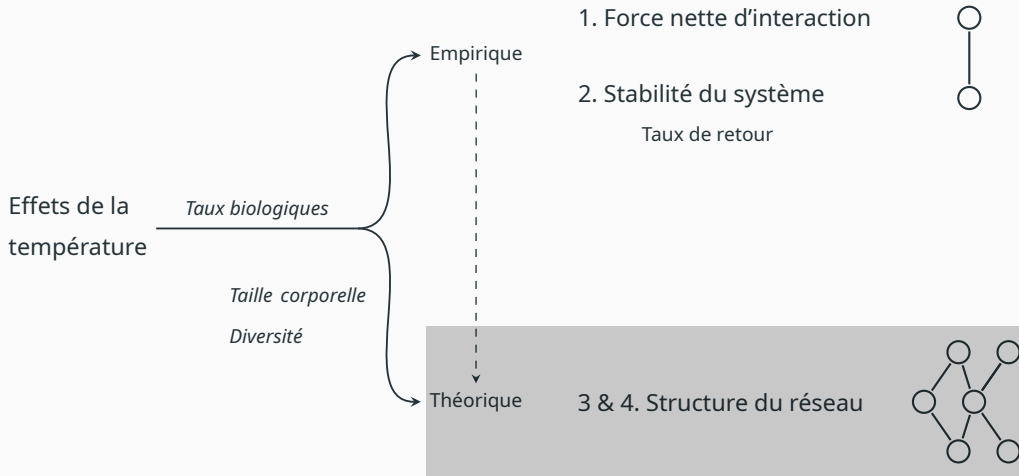 1. Force nette d’interaction
Empirique
2. Stabilité du système
Taux de retour
Effets de la
température
Taux biologiques
Taille corporelle
Diversité
Théorique
3 & 4. Structure du réseau